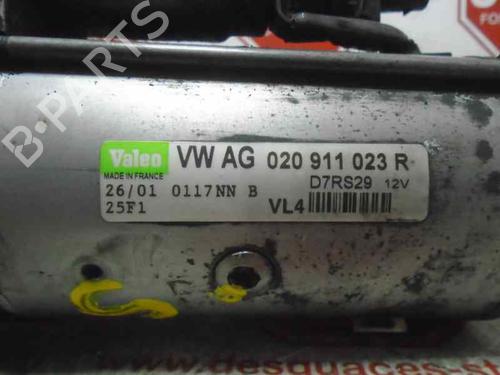 B-PARTS
Valeo
MADE IN FRANCE
VW AG 020 911 023 R
26/01 0117NN B
D7RS29 12V
25F1
VL4
www.desguaces-s